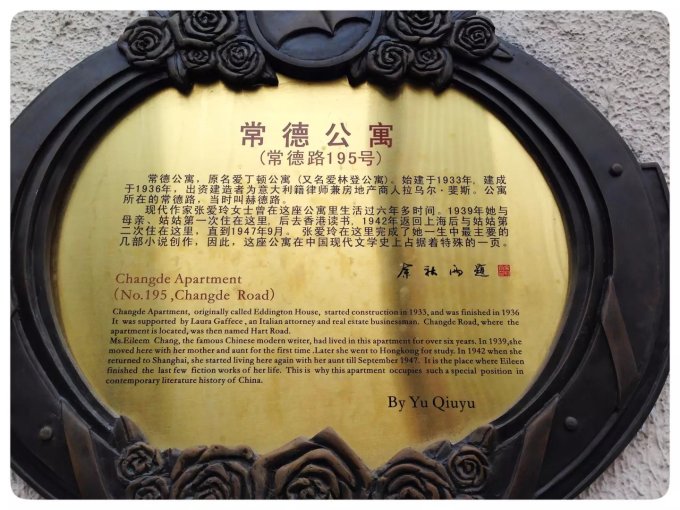 常德公寓
(常德路195号)
常德公寓，原名爱丁顿公寓（又名爱林登公寓）。始建于1933年，建成
于1936年，出资建造者为意大利籍律师兼房地产商人拉乌尔·斐斯。公寓
所在的常德路，当时叫赫德路。
现代作家张爱玲女士曾在这座公寓里生活过六年多时间。1939年她与
母亲、姑姑第一次住在这里，后去香港读书，1942年返回上海后与姑姑第
二次住在这里，直到1947年9月。张爱玲在这里完成了她一生中最主要的
几部小说创作，因此，这座公寓在中国现代文学史上占据着特殊的一页。
余秋雨题
Changde Apartment
(No.195 ,Changde Road)
Changde Apartment, originally called Eddington House, started construction in 1933, and was finished in 1936
It was supported by Laura Gaffece , an Italian attorney and real estate businessman. Changde Road, where the
apartment is located, was then named Hart Road.
Ms.Eileem Chang, the famous Chinese modern writer, had lived in this apartment for over six years. In 1939,she
moved here with her mother and aunt for the first time .Later she went to Hongkong for study. In 1942 when she
returned to Shanghai, she started living here again with her aunt till September 1947. It is the place where Eileen
finished the last few fiction works of her life. This is why this apartment occupies such a special position in
contemporary literature history of China.
By Yu Qiuyu